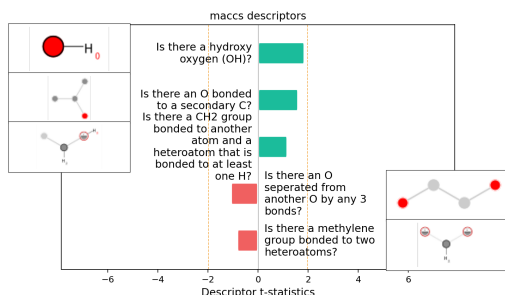 maccs descriptors
Is there a hydroxy
oxygen (OH)?
Is there an O bonded
to a secondary C?
Is there a CH2 group
bonded to another
atom and a
heteroatom that is
bonded to at least
one H?
Is there an O
seperated from
another O by any 3
bonds?
Is there a methylene
group bonded to two
heteroatoms?
H
0
−6 −4 −2 0 2 4 6
Descriptor t-statistics